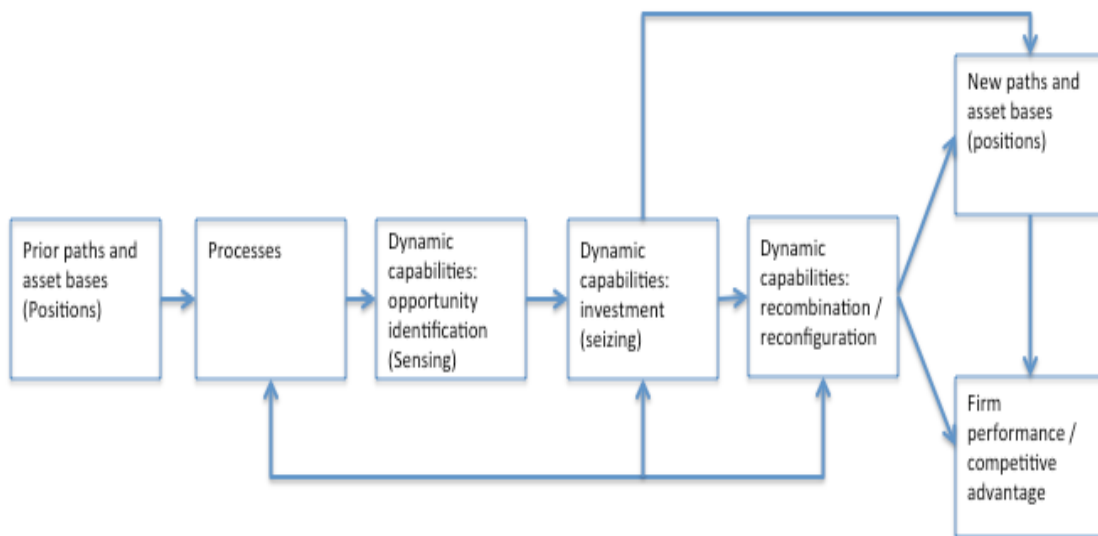 Prior paths and
asset bases
(Positions)
Processes
Dynamic
capabilities:
opportunity
identification
(Sensing)
Dynamic
capabilities:
investment
(seizing)
Dynamic
capabilities:
recombination /
reconfiguration
New paths and
asset bases
(positions)
Firm
performance /
competitive
advantage